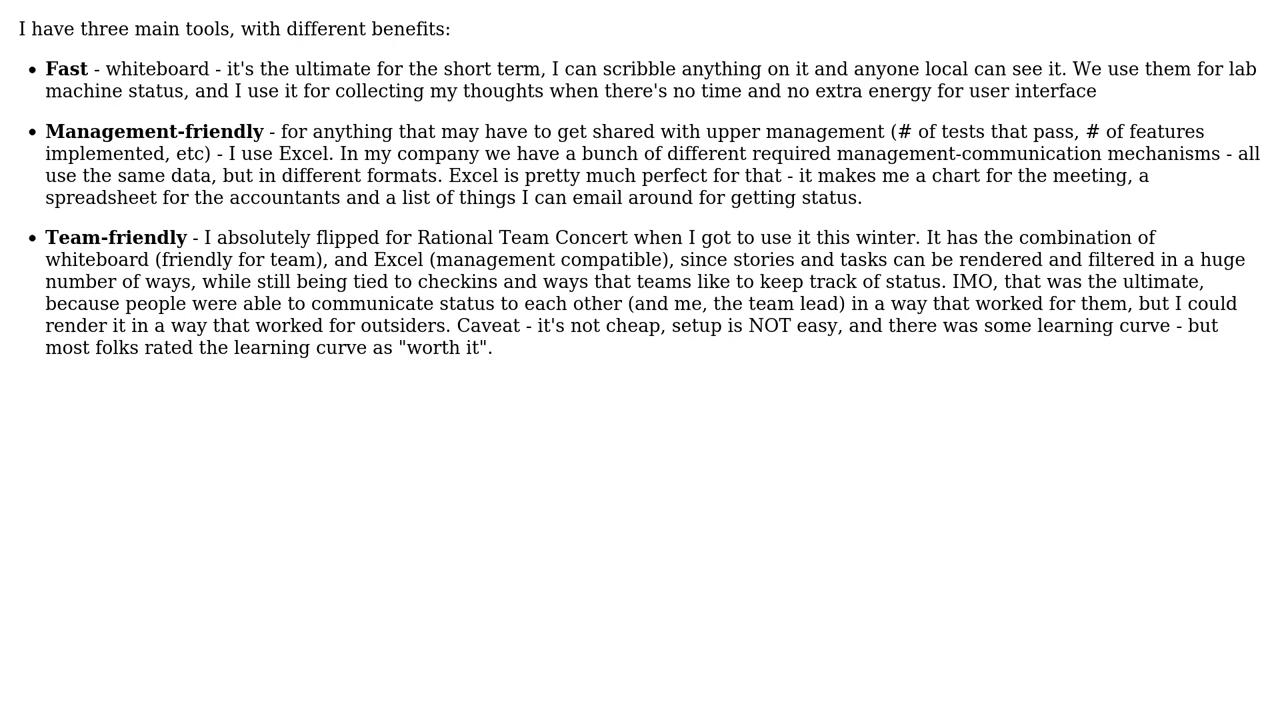 I have three main tools, with different benefits:
• Fast - whiteboard - it's the ultimate for the short term, I can scribble anything on it and anyone local can see it. We use them for lab
machine status, and I use it for collecting my thoughts when there's no time and no extra energy for user interface
• Management-friendly - for anything that may have to get shared with upper management (# of tests that pass, # of features
implemented, etc) - I use Excel. In my company we have a bunch of different required management-communication mechanisms - all
use the same data, but in different formats. Excel is pretty much perfect for that - it makes me a chart for the meeting, a
spreadsheet for the accountants and a list of things I can email around for getting status.
• Team-friendly - I absolutely flipped for Rational Team Concert when I got to use it this winter. It has the combination of
whiteboard (friendly for team), and Excel (management compatible), since stories and tasks can be rendered and filtered in a huge
number of ways, while still being tied to checkins and ways that teams like to keep track of status. IMO, that was the ultimate,
because people were able to communicate status to each other (and me, the team lead) in a way that worked for them, but I could
render it in a way that worked for outsiders. Caveat - it's not cheap, setup is NOT easy, and there was some learning curve - but
most folks rated the learning curve as "worth it".